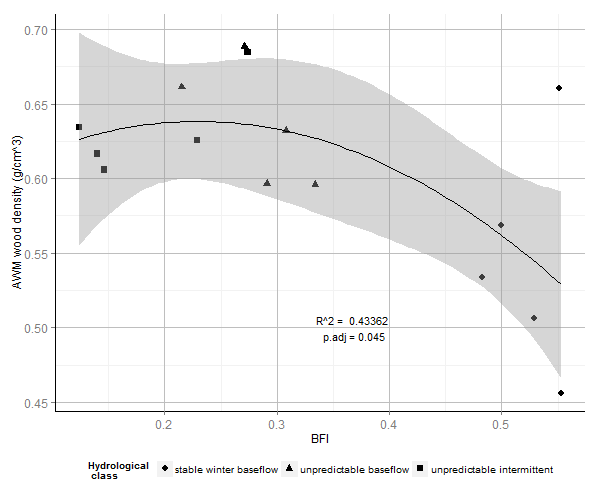 0.70
0.65
0.60
0.55
0.50
0.45
AWM wood density (g/cm^3)
R^2 = 0.43362
p.adj = 0.045
0.2 0.3 0.4 0.5
BFI
Hydrological
class
stable winter baseflow unpredictable baseflow unpredictable intermittent